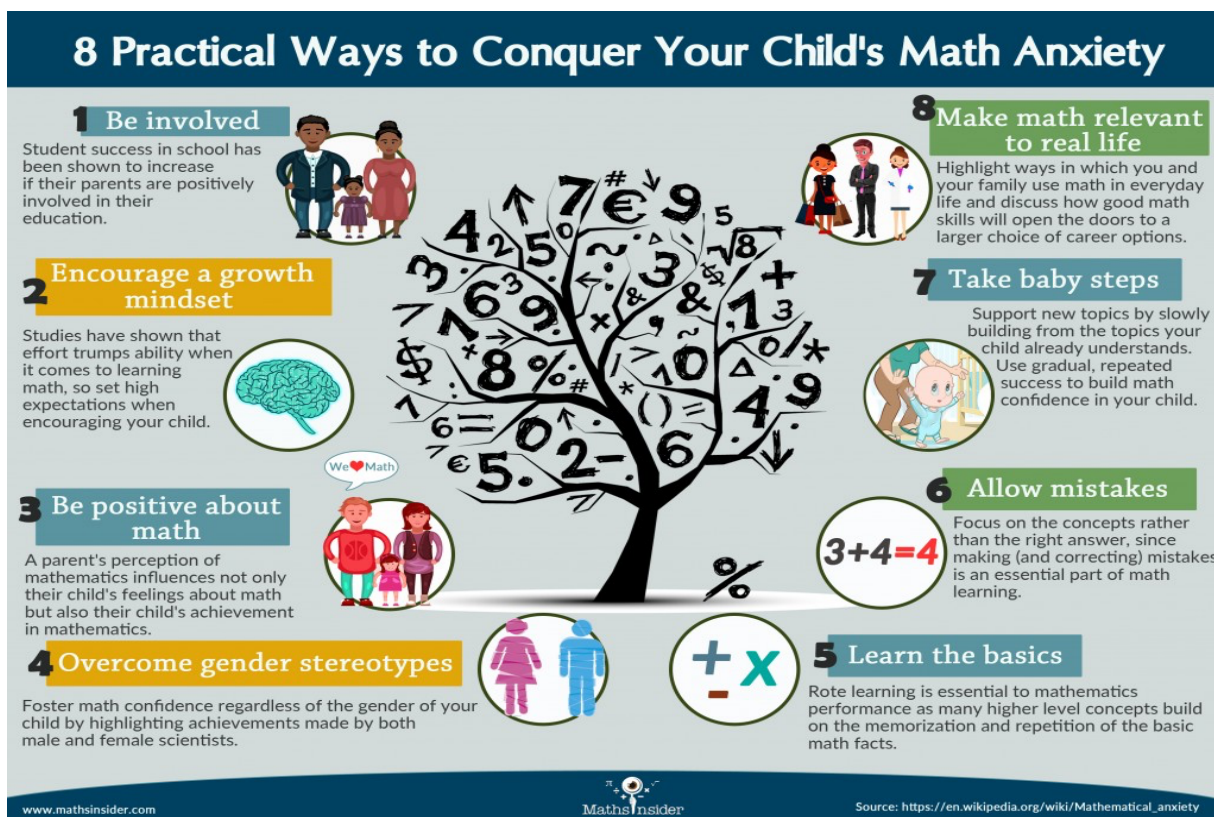 8 Practical Ways to Conquer Your Child's Math Anxiety
1 Be involved
Student success in school has
been shown to increase
if their parents are positively
involved in their
education.
2 Encourage a growth
mindset
Studies have shown that
effort trumps ability when
it comes to learning
math, so set high
expectations when
encouraging your child.
We Math
3 Be positive about
math
A parent's perception of
mathematics influences not only
their child's feelings about math
but also their child's achievement
in mathematics.
4 Overcome gender stereotypes
Foster math confidence regardless of the gender of your
child by highlighting achievements made by both
male and female scientists.
+ x
-
5 Learn the basics
Rote learning is essential to mathematics
performance as many higher level concepts build
on the memorization and repetition of the basic
math facts.
6 Allow mistakes
3+4=4
Focus on the concepts rather
than the right answer, since
making (and correcting) mistakes
is an essential part of math
learning.
7 Take baby steps
Support new topics by slowly
building from the topics your
child already understands.
Use gradual, repeated
success to build math
confidence in your child.
8 Make math relevant
to real life
Highlight ways in which you and
your family use math in everyday
life and discuss how good math
skills will open the doors to a
larger choice of career options.
%
www.mathsinsider.com
Maths Insider
Source: https://en.wikipedia.org/wiki/Mathematical_anxiety